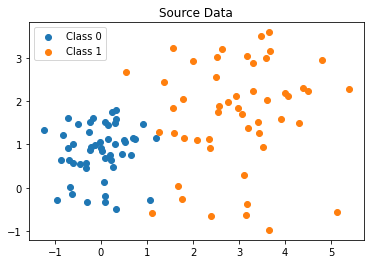 Source Data
Class 0
Class 1
3
2
1
0
−1
−1 0 1 2 3 4 5